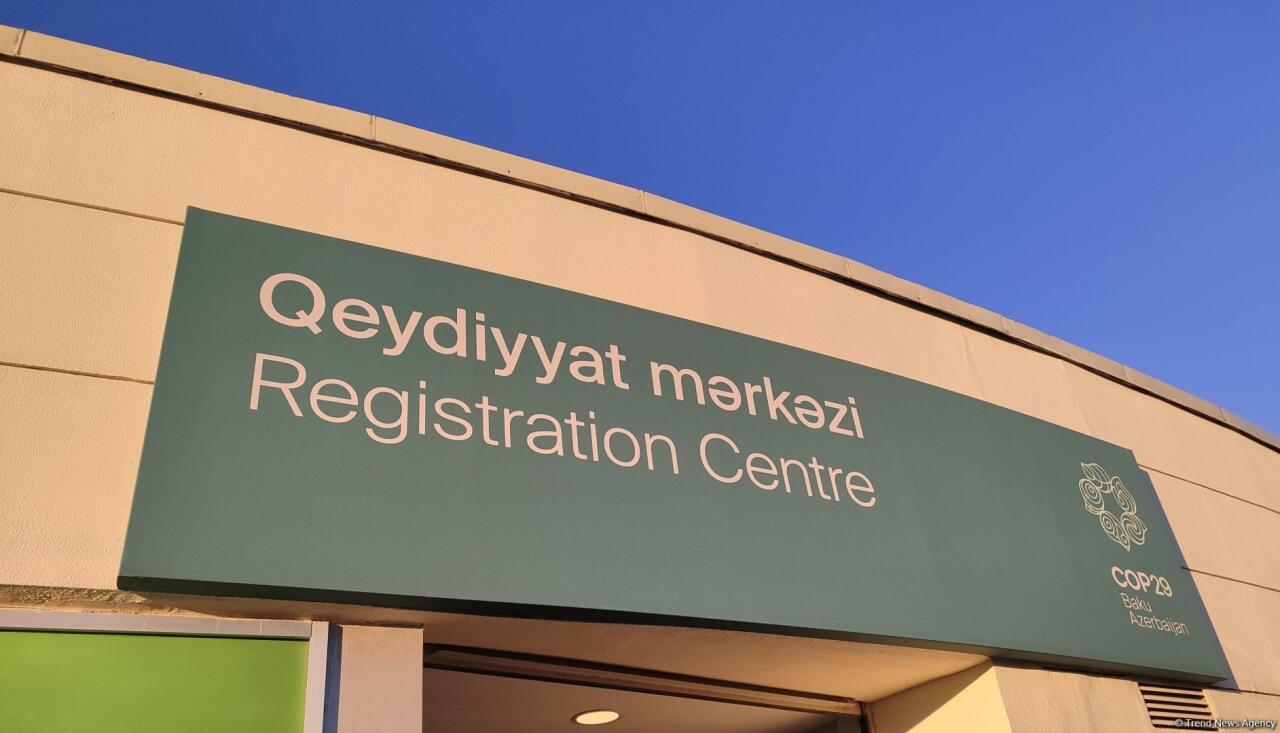 Qeydiyyat mərkəzi
Registration Centre
COP29
Baku
Azerbaijan
© Trend News Agency